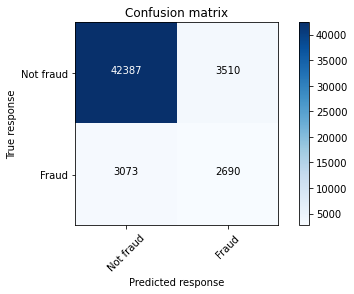 Confusion matrix
True response
Not fraud
Fraud
42387
3510
3073
2690
Not fraud
Fraud
Predicted response
40000
35000
30000
25000
20000
15000
10000
5000